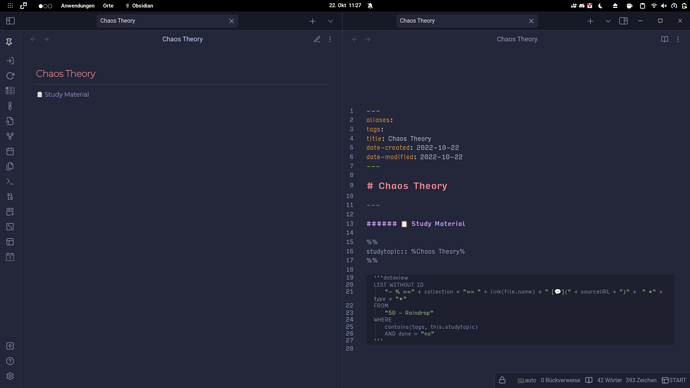 Anwendungen Orte Obsidian 22. Okt 11:27
Chaos Theory
Chaos Theory
Chaos Theory
Chaos Theory
Chaos Theory
📋 Study Material
1 ---
2 aliases:
3 tags:
4 title: Chaos Theory
5 date-created: 2022-10-22
6 date-modified: 2022-10-22
7 ---
8
9 # Chaos Theory
10
11 ---
12
13 ###### 📋 Study Material
14
15 %%
16 studytopic:: %Chaos Theory%
17 %%
18
19 ```dataview
20 LIST WITHOUT ID
21 "- % ==" + collection + "== " + link(file.name) + " [💬](" + sourceURL + ")" + " *" +
type + "*"
22 FROM
23 "50 - Raindrop"
24 WHERE
25 contains(tags, this.studytopic)
26 AND done = "no"
27 ```
28
auto 0 Rückverweise 42 Wörter 393 Zeichen START